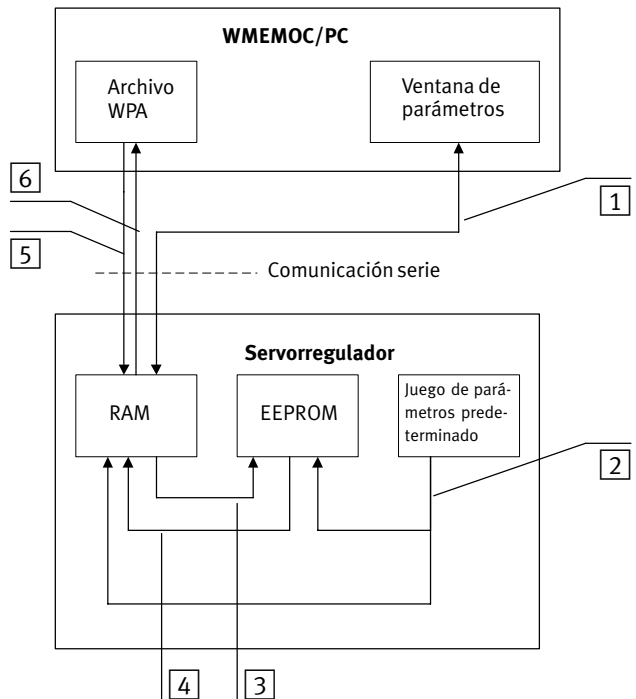 WMEMOC/PC
Archivo
WPA
Ventana de
parámetros
6
1
5
Comunicación serie
Servorregulador
RAM
EEPROM
Juego de pará-
metros prede-
terminado
2
4
3